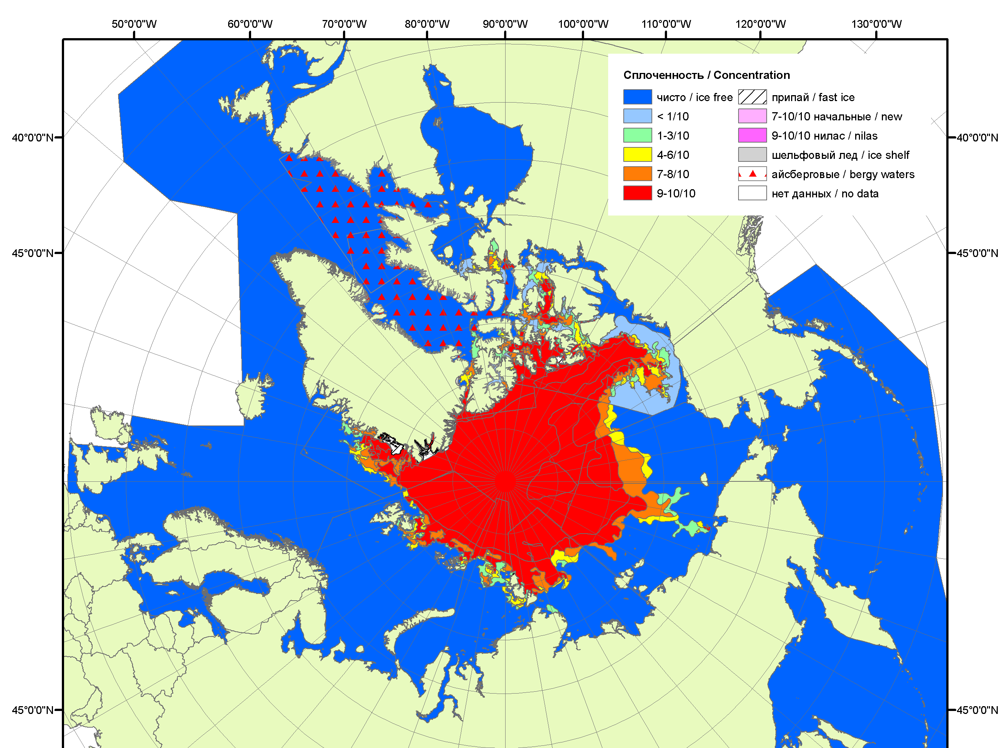 50°0'0"W 60°0'0"W 70°0'0"W 80°0'0"W 90°0'0"W 100°0'0"W 110°0'0"W 120°0'0"W 130°0'0"W
Сплоченность / Concentration
чисто / ice free
< 1/10
1-3/10
4-6/10
7-8/10
9-10/10
припай / fast ice
7-10/10 начальные / new
9-10/10 нилас / nilas
шельфовый лед / ice shelf
айсберговые / bergy waters
нет данных / no data
40°0'0"N
40°0'0"N
45°0'0"N
45°0'0"N
45°0'0"N
45°0'0"N